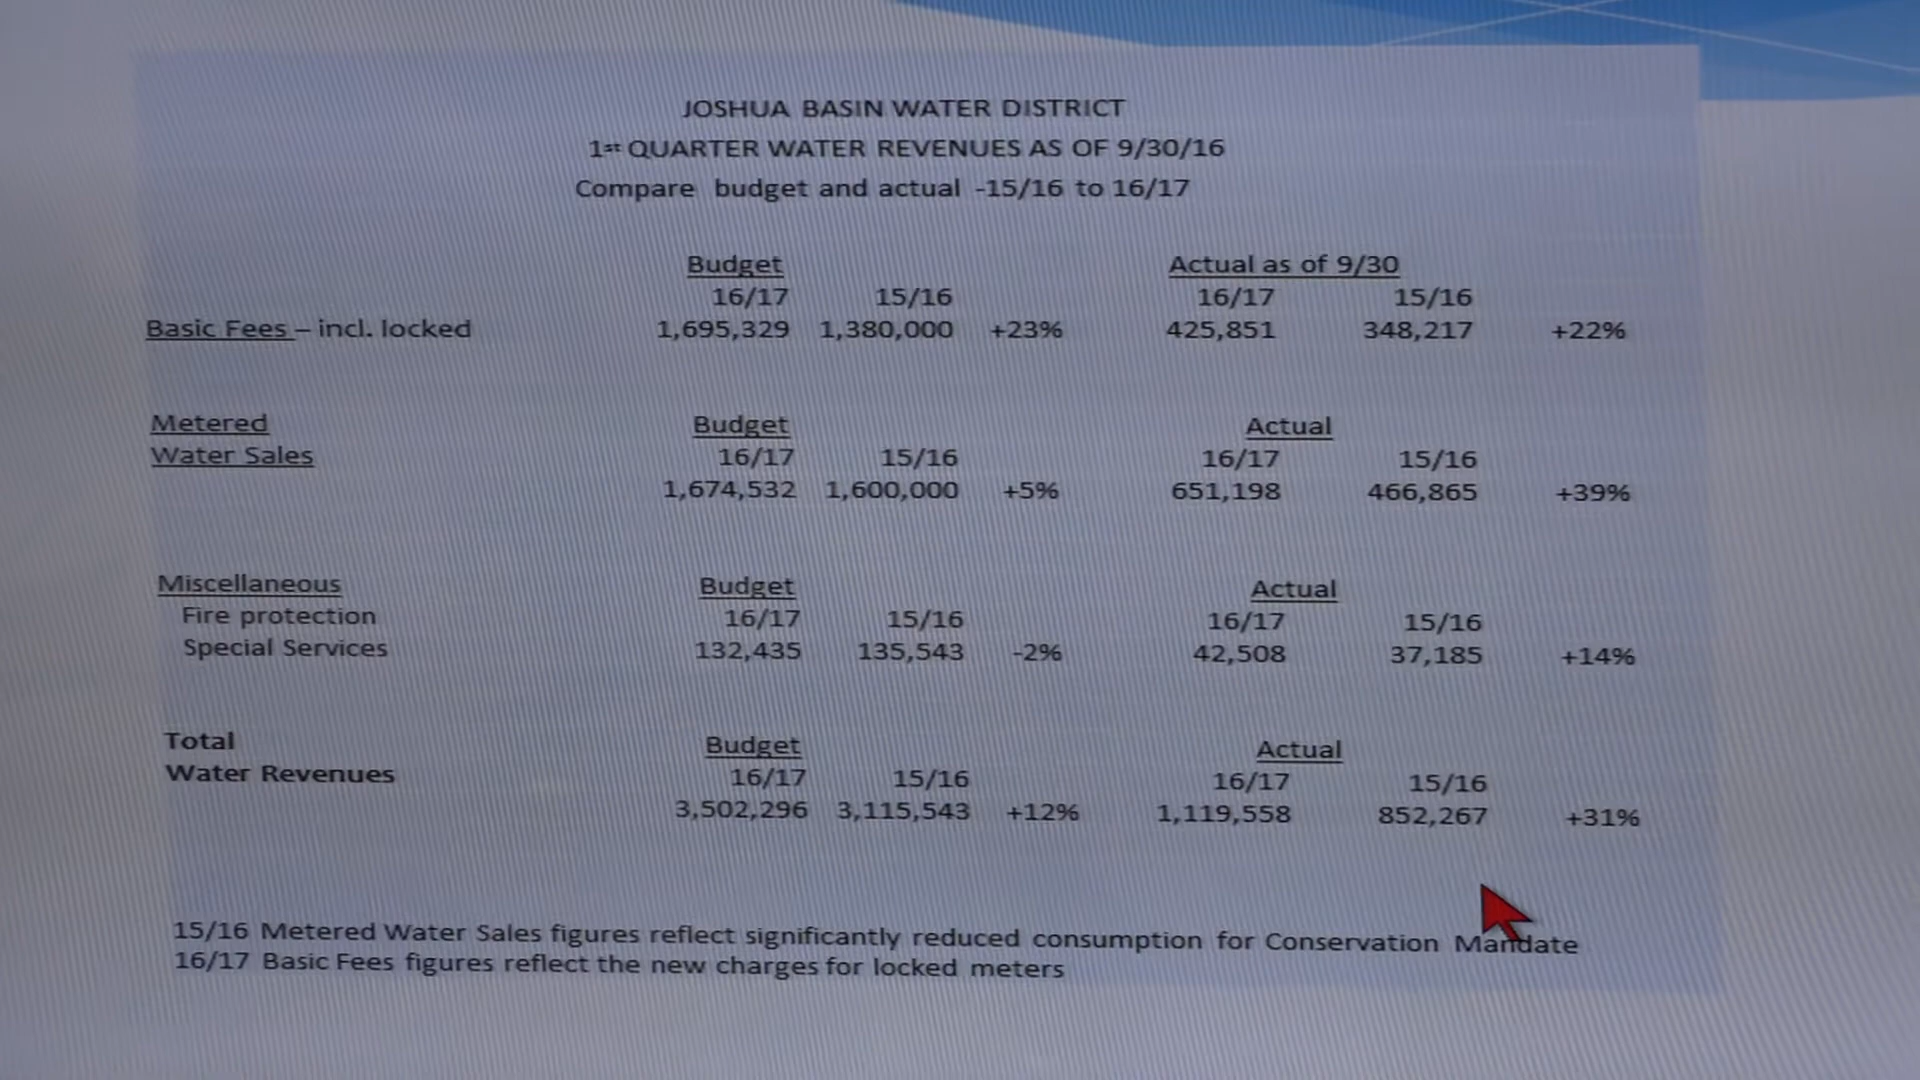 JOSHUA BASIN WATER DISTRICT
1st QUARTER WATER REVENUES AS OF 9/30/16
Compare budget and actual -15/16 to 16/17
Budget Actual as of 9/30
16/17 15/16 16/17 15/16
Basic Fees – incl. locked 1,695,329 1,380,000 +23% 425,851 348,217 +22%
Metered Budget Actual
Water Sales 16/17 15/16 16/17 15/16
1,674,532 1,600,000 +5% 651,198 466,865 +39%
Miscellaneous Budget Actual
Fire protection 16/17 15/16 16/17 15/16
Special Services 132,435 135,543 -2% 42,508 37,185 +14%
Total Budget Actual
Water Revenues 16/17 15/16 16/17 15/16
3,502,296 3,115,543 +12% 1,119,558 852,267 +31%
15/16 Metered Water Sales figures reflect significantly reduced consumption for Conservation Mandate
16/17 Basic Fees figures reflect the new charges for locked meters